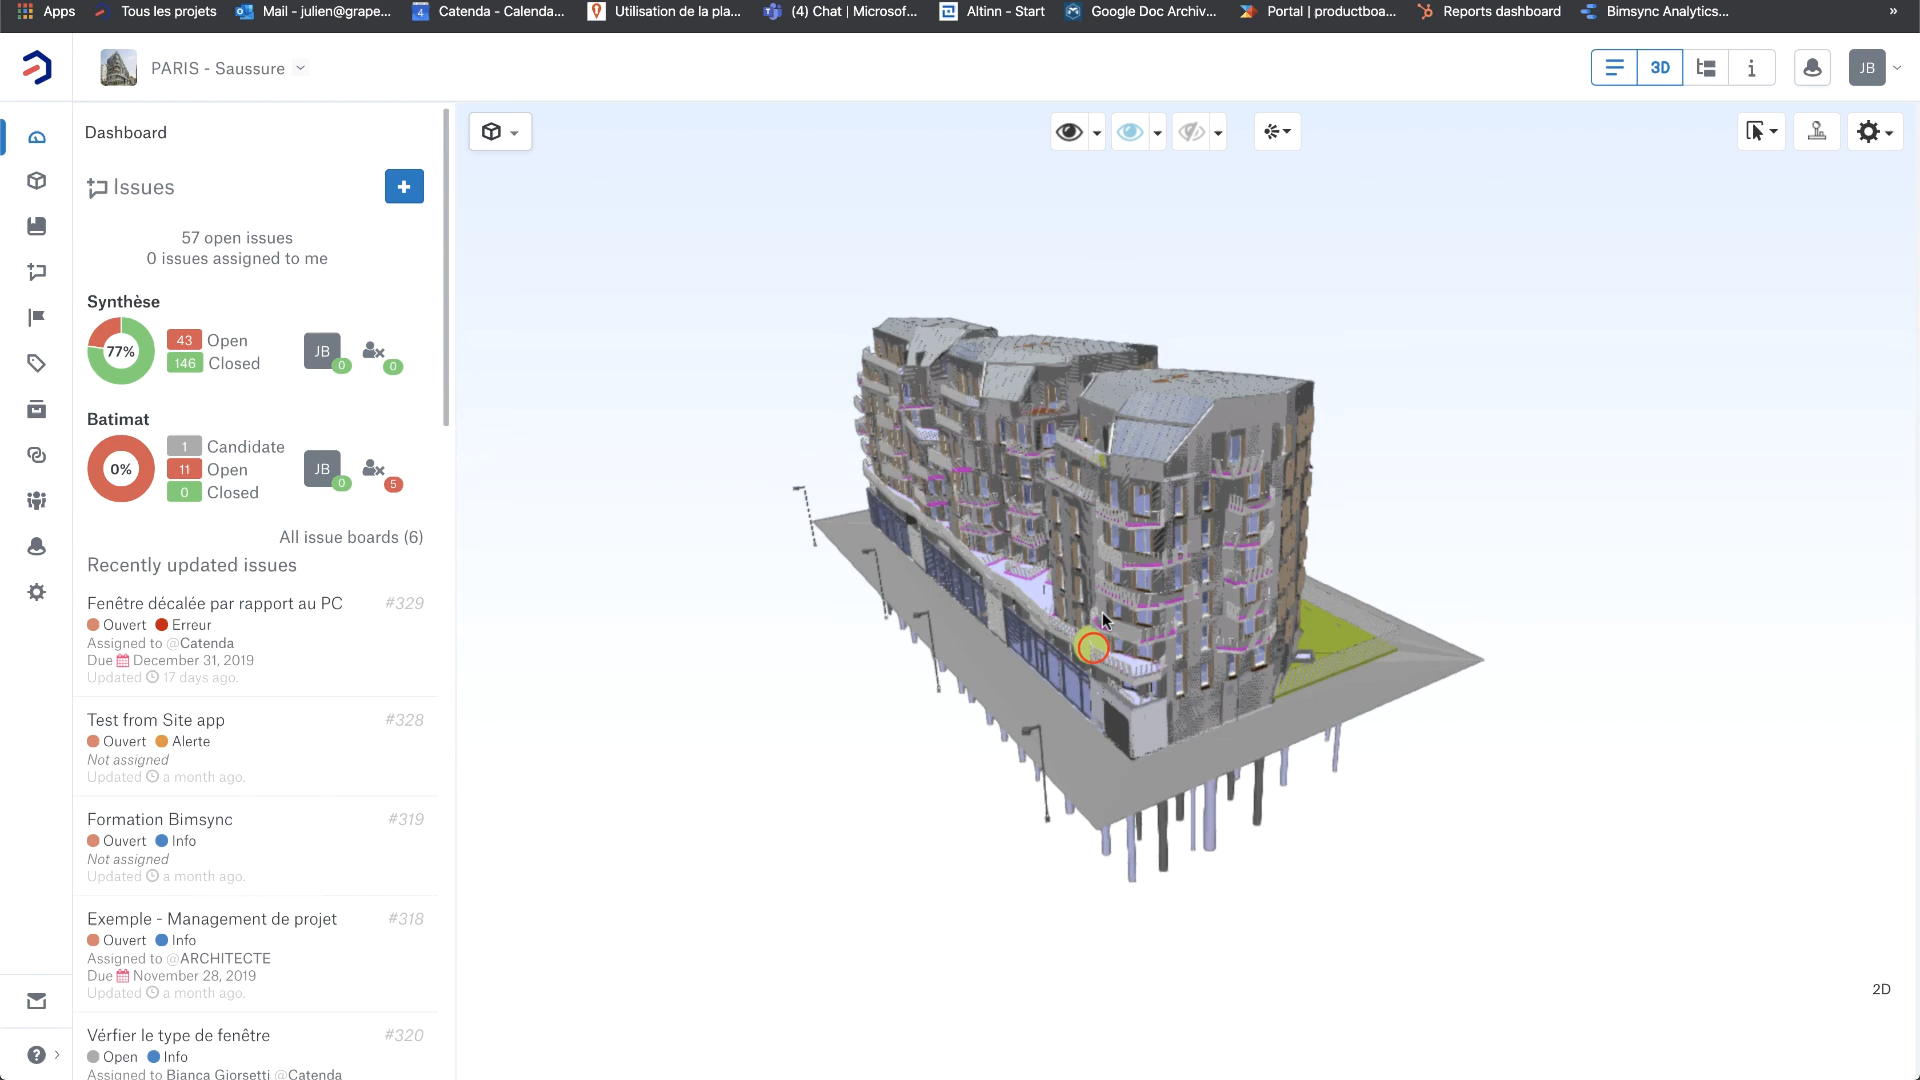 Apps
Tous les projets
Mail - julien@grape...
4
Catenda - Calenda...
Utilisation de la pla...
(4) Chat | Microsof...
Altinn - Start
Google Doc Archiv...
Portal | productboa...
Reports dashboard
Bimsync Analytics...
»
PARIS - Saussure
3D
i
JB
Dashboard
Issues
+
57 open issues
0 issues assigned to me
Synthèse
77%
43 Open
146 Closed
JB 0
0
Batimat
0%
1 Candidate
11 Open
0 Closed
JB 0
5
All issue boards (6)
Recently updated issues
Fenêtre décalée par rapport au PC #329
Ouvert Erreur
Assigned to @Catenda
Due December 31, 2019
Updated 17 days ago.
Test from Site app #328
Ouvert Alerte
Not assigned
Updated a month ago.
Formation Bimsync #319
Ouvert Info
Not assigned
Updated a month ago.
Exemple - Management de projet #318
Ouvert Info
Assigned to @ARCHITECTE
Due November 28, 2019
Updated a month ago.
Vérfier le type de fenêtre #320
Open Info
Assigned to Bianca Giorsetti @Catenda
2D
?